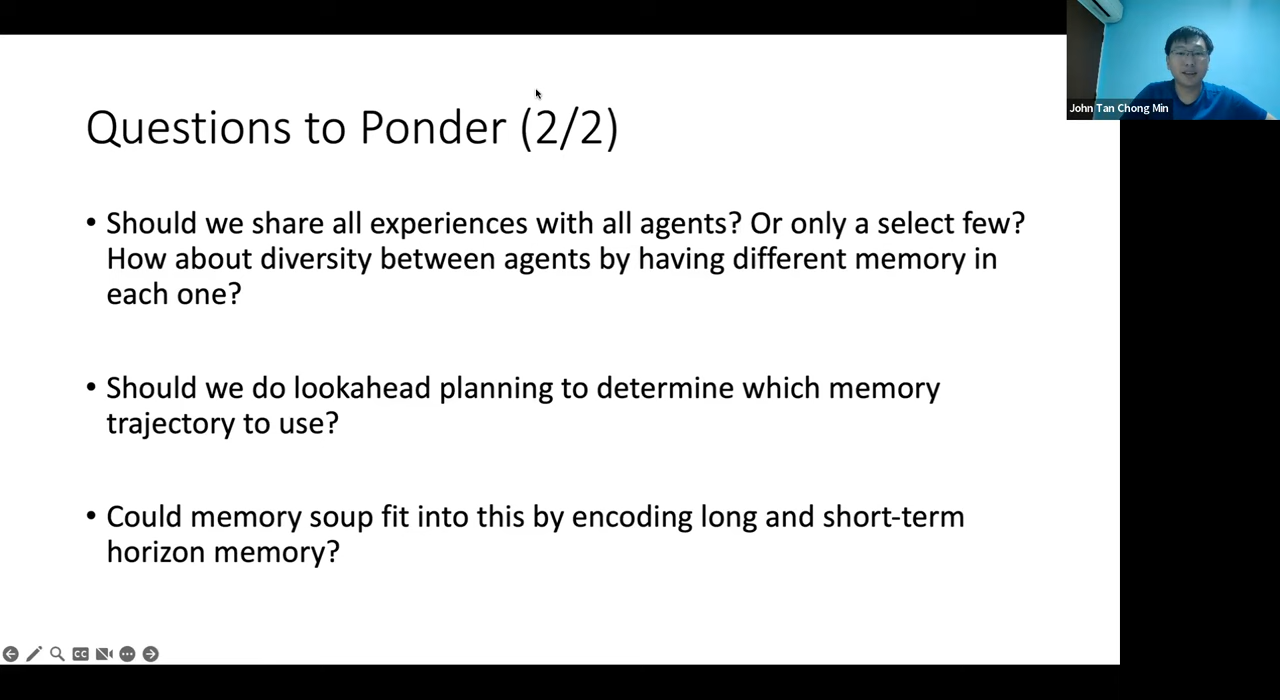 Questions to Ponder (2/2)
• Should we share all experiences with all agents? Or only a select few?
How about diversity between agents by having different memory in
each one?
• Should we do lookahead planning to determine which memory
trajectory to use?
• Could memory soup fit into this by encoding long and short-term
horizon memory?
John Tan Chong Min
CC